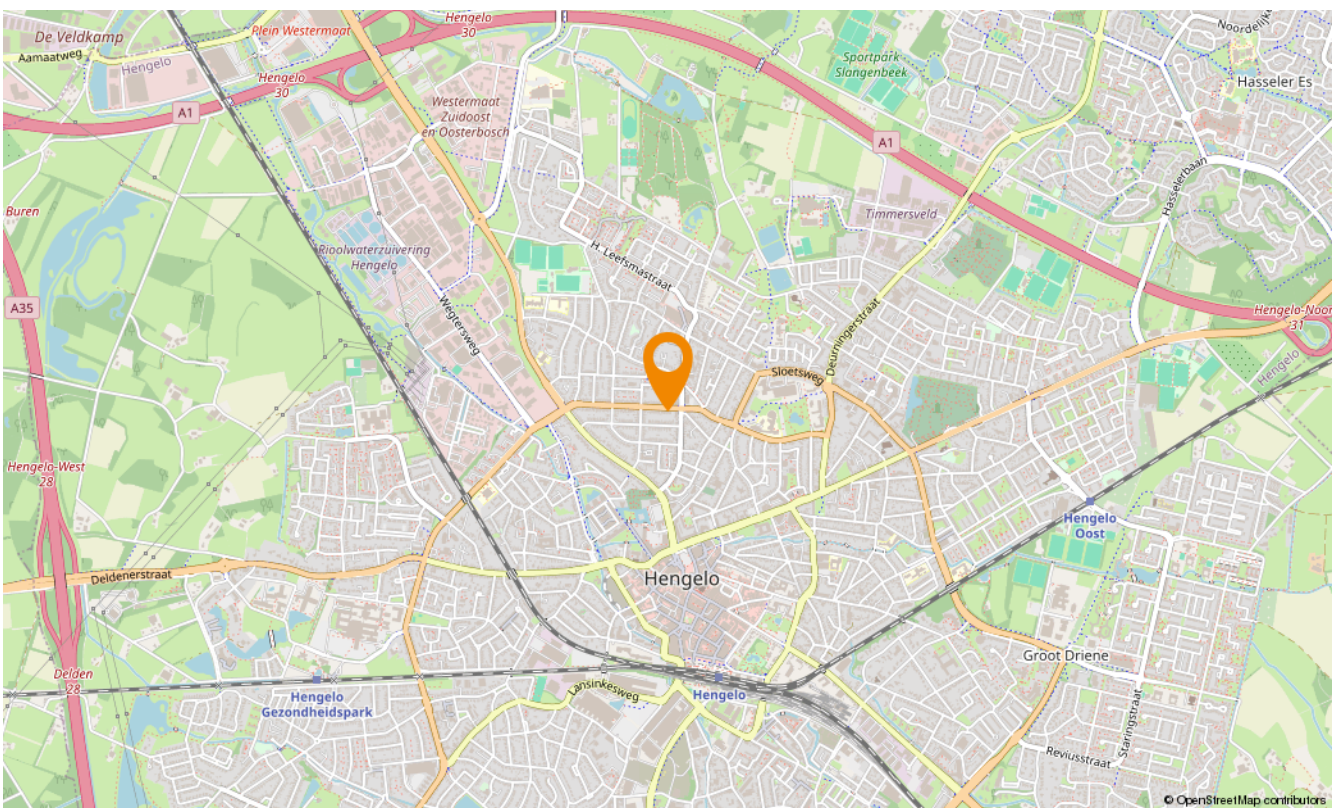 Hengelo
30
Noordelijke
De Veldkamp
Plein Westermaat
Aamaatweg
Hengelo
Sportpark
Slangenbeek
Hengelo
30
Hasseler Es
Westermaat
Zuidoost
en Oosterbosch
A1
A1
Hasselerbaan
Buren
Timmersveld
Rioolwaterzuivering
Hengelo
H. Leefsmastraat
A35
Wegtersweg
Deurningerstraat
Hengelo-Noord
31
Hengelo
Sloetsweg
Hengelo-West
28
Hengelo
Oost
Deldenerstraat
Hengelo
Groot Driene
Delden
28
Hengelo
Gezondheidspark
Lansinkesweg
Hengelo
Staringstraat
Reviusstraat
© OpenStreetMap contributors